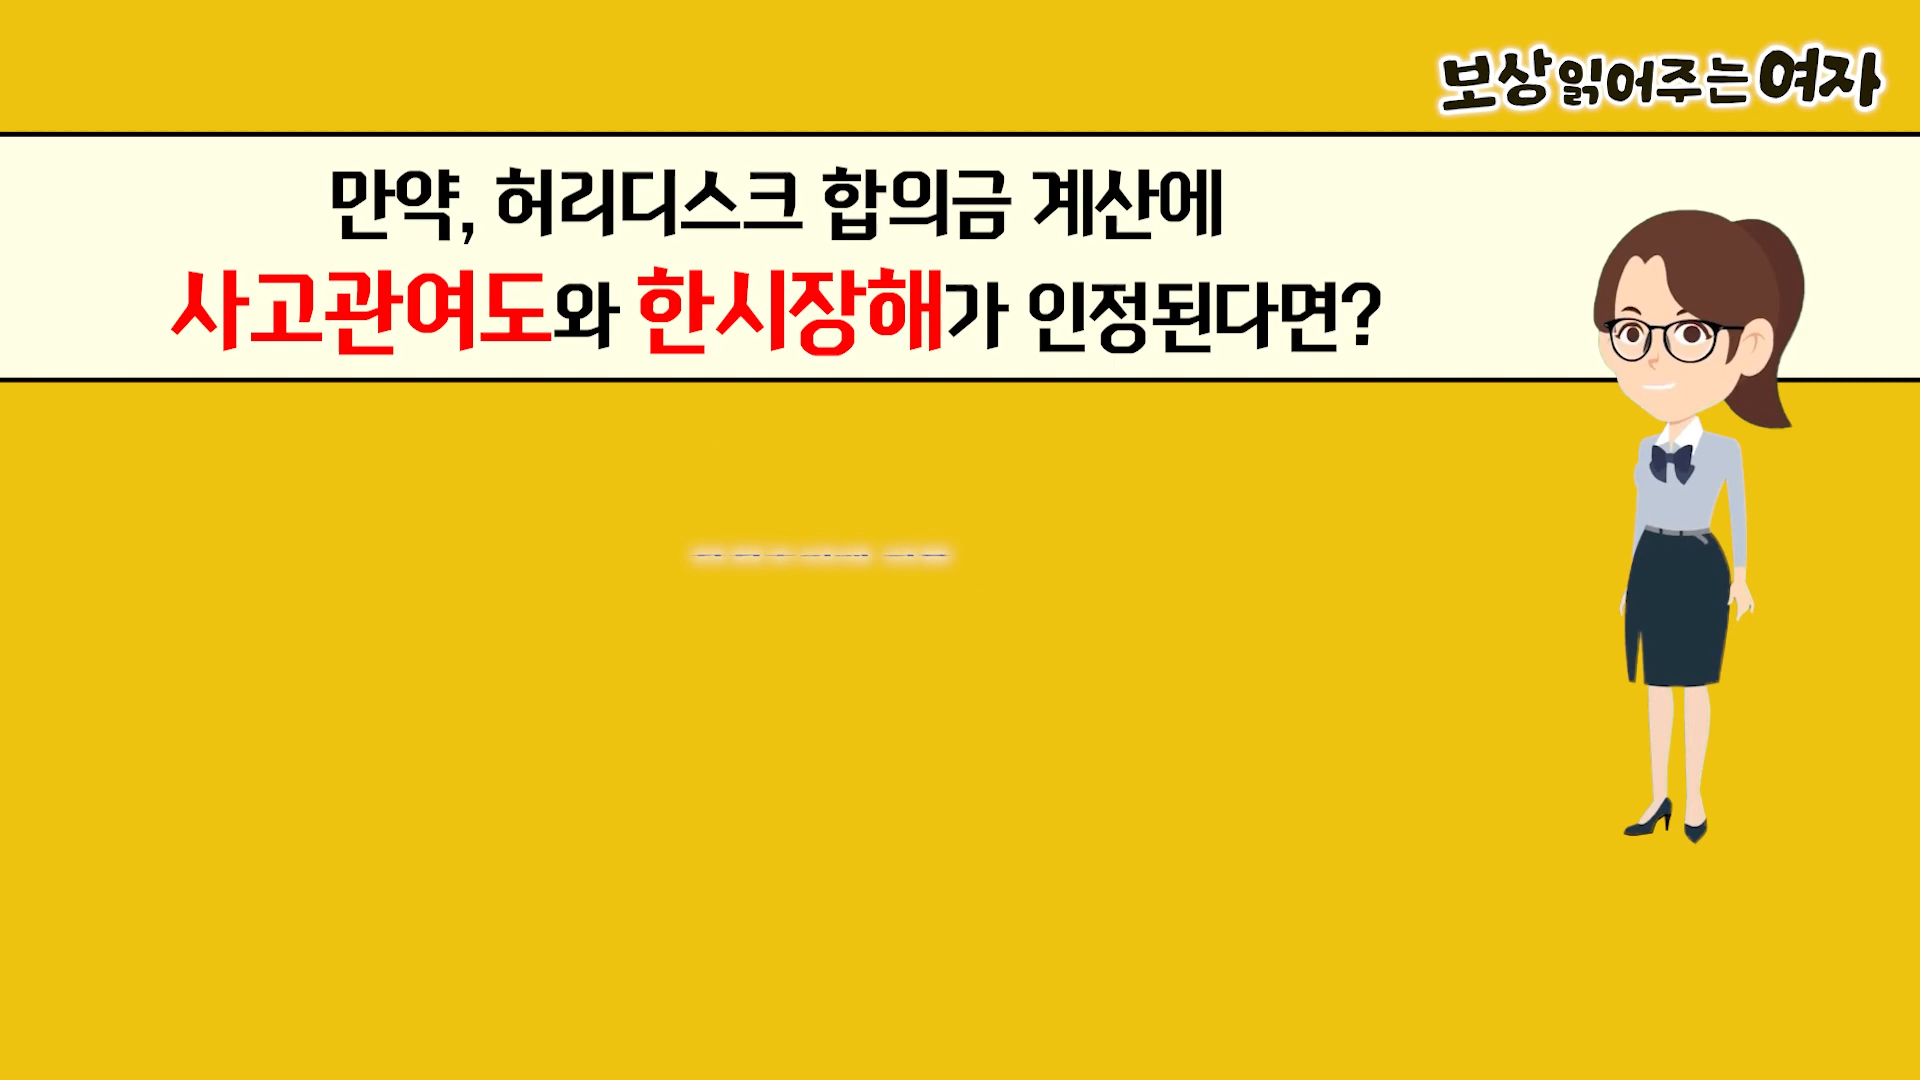 보상 읽어주는 여자
만약, 허리디스크 합의금 계산에
사고관여도와 한시장해가 인정된다면?